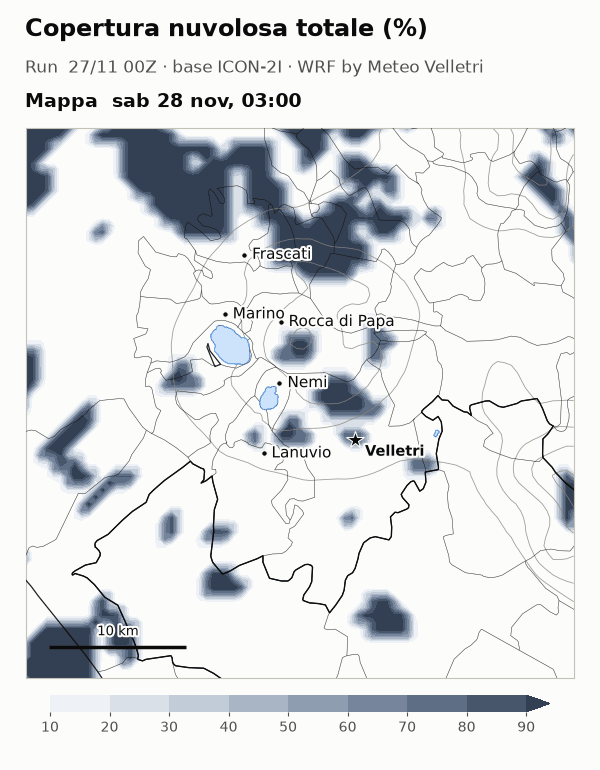 Copertura nuvolosa totale (%)
Run  27/11 00Z · base ICON-2I · WRF by Meteo Velletri
Mappa  sab 28 nov, 03:00
Frascati
Marino
Rocca di Papa
Nemi
Velletri
Lanuvio
10 km
10 20 30 40 50 60 70 80 90